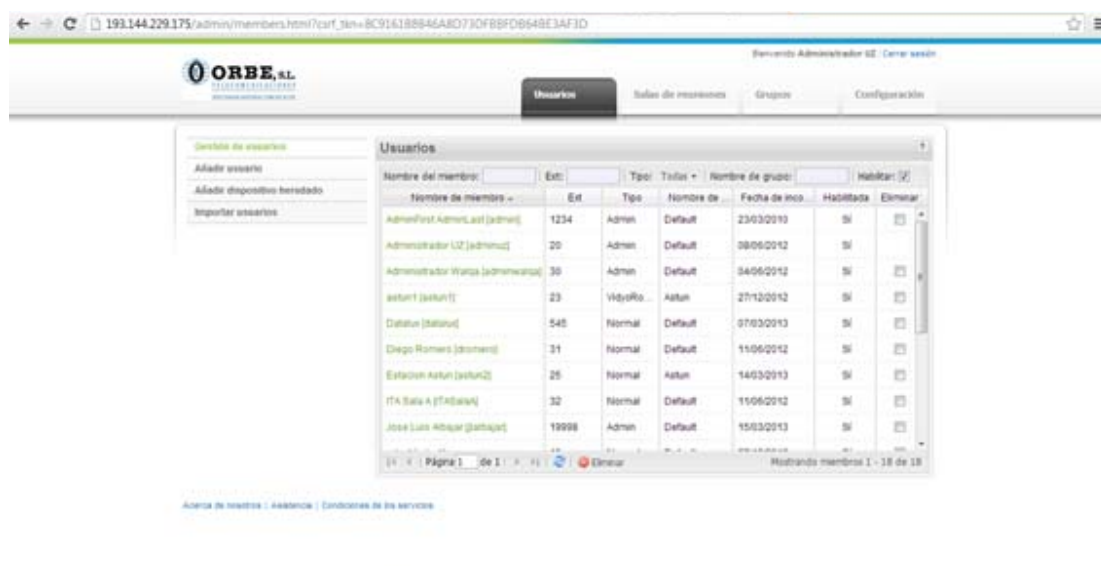 193.144.229.175/admin/members.html?csrf_tkn=
Bienvenido Administrador UZ | Cerrar sesión
ORBE, S.L.
TELECOMUNICACIONES
Usuarios
Salas de reuniones
Grupos
Configuración
Gestión de usuarios
Añadir usuario
Añadir dispositivo heredado
Importar usuarios
Usuarios
Nombre del miembro: Ext: Tipo: Todas Nombre de grupo: Habilitar:
Nombre de miembro Ext Tipo Nombre de ... Fecha de inco... Habilitada Eliminar
AdminFirst AdminLast [admin] 1234 Admin Default 23/03/2010 Sí
Administrador UZ [adminuz] 20 Admin Default 08/06/2012 Sí
Administrador Warqa [adminwarqa] 30 Admin Default 04/06/2012 Sí
astun1 [astun1] 23 VidyoRo... Astun 27/12/2012 Sí
Datalux [datalux] 545 Normal Default 07/03/2013 Sí
Diego Romero [dromero] 31 Normal Default 11/06/2012 Sí
Estacion Astun [astun2] 25 Normal Astun 14/03/2013 Sí
ITA Sala A [ITASalaA] 32 Normal Default 11/06/2012 Sí
Jose Luis Albajar [jlalbajar] 19998 Admin Default 15/03/2013 Sí
Página 1 de 1 Eliminar Mostrando miembros 1 - 18 de 18
Acerca de nosotros | Asistencia | Condiciones de los servicios